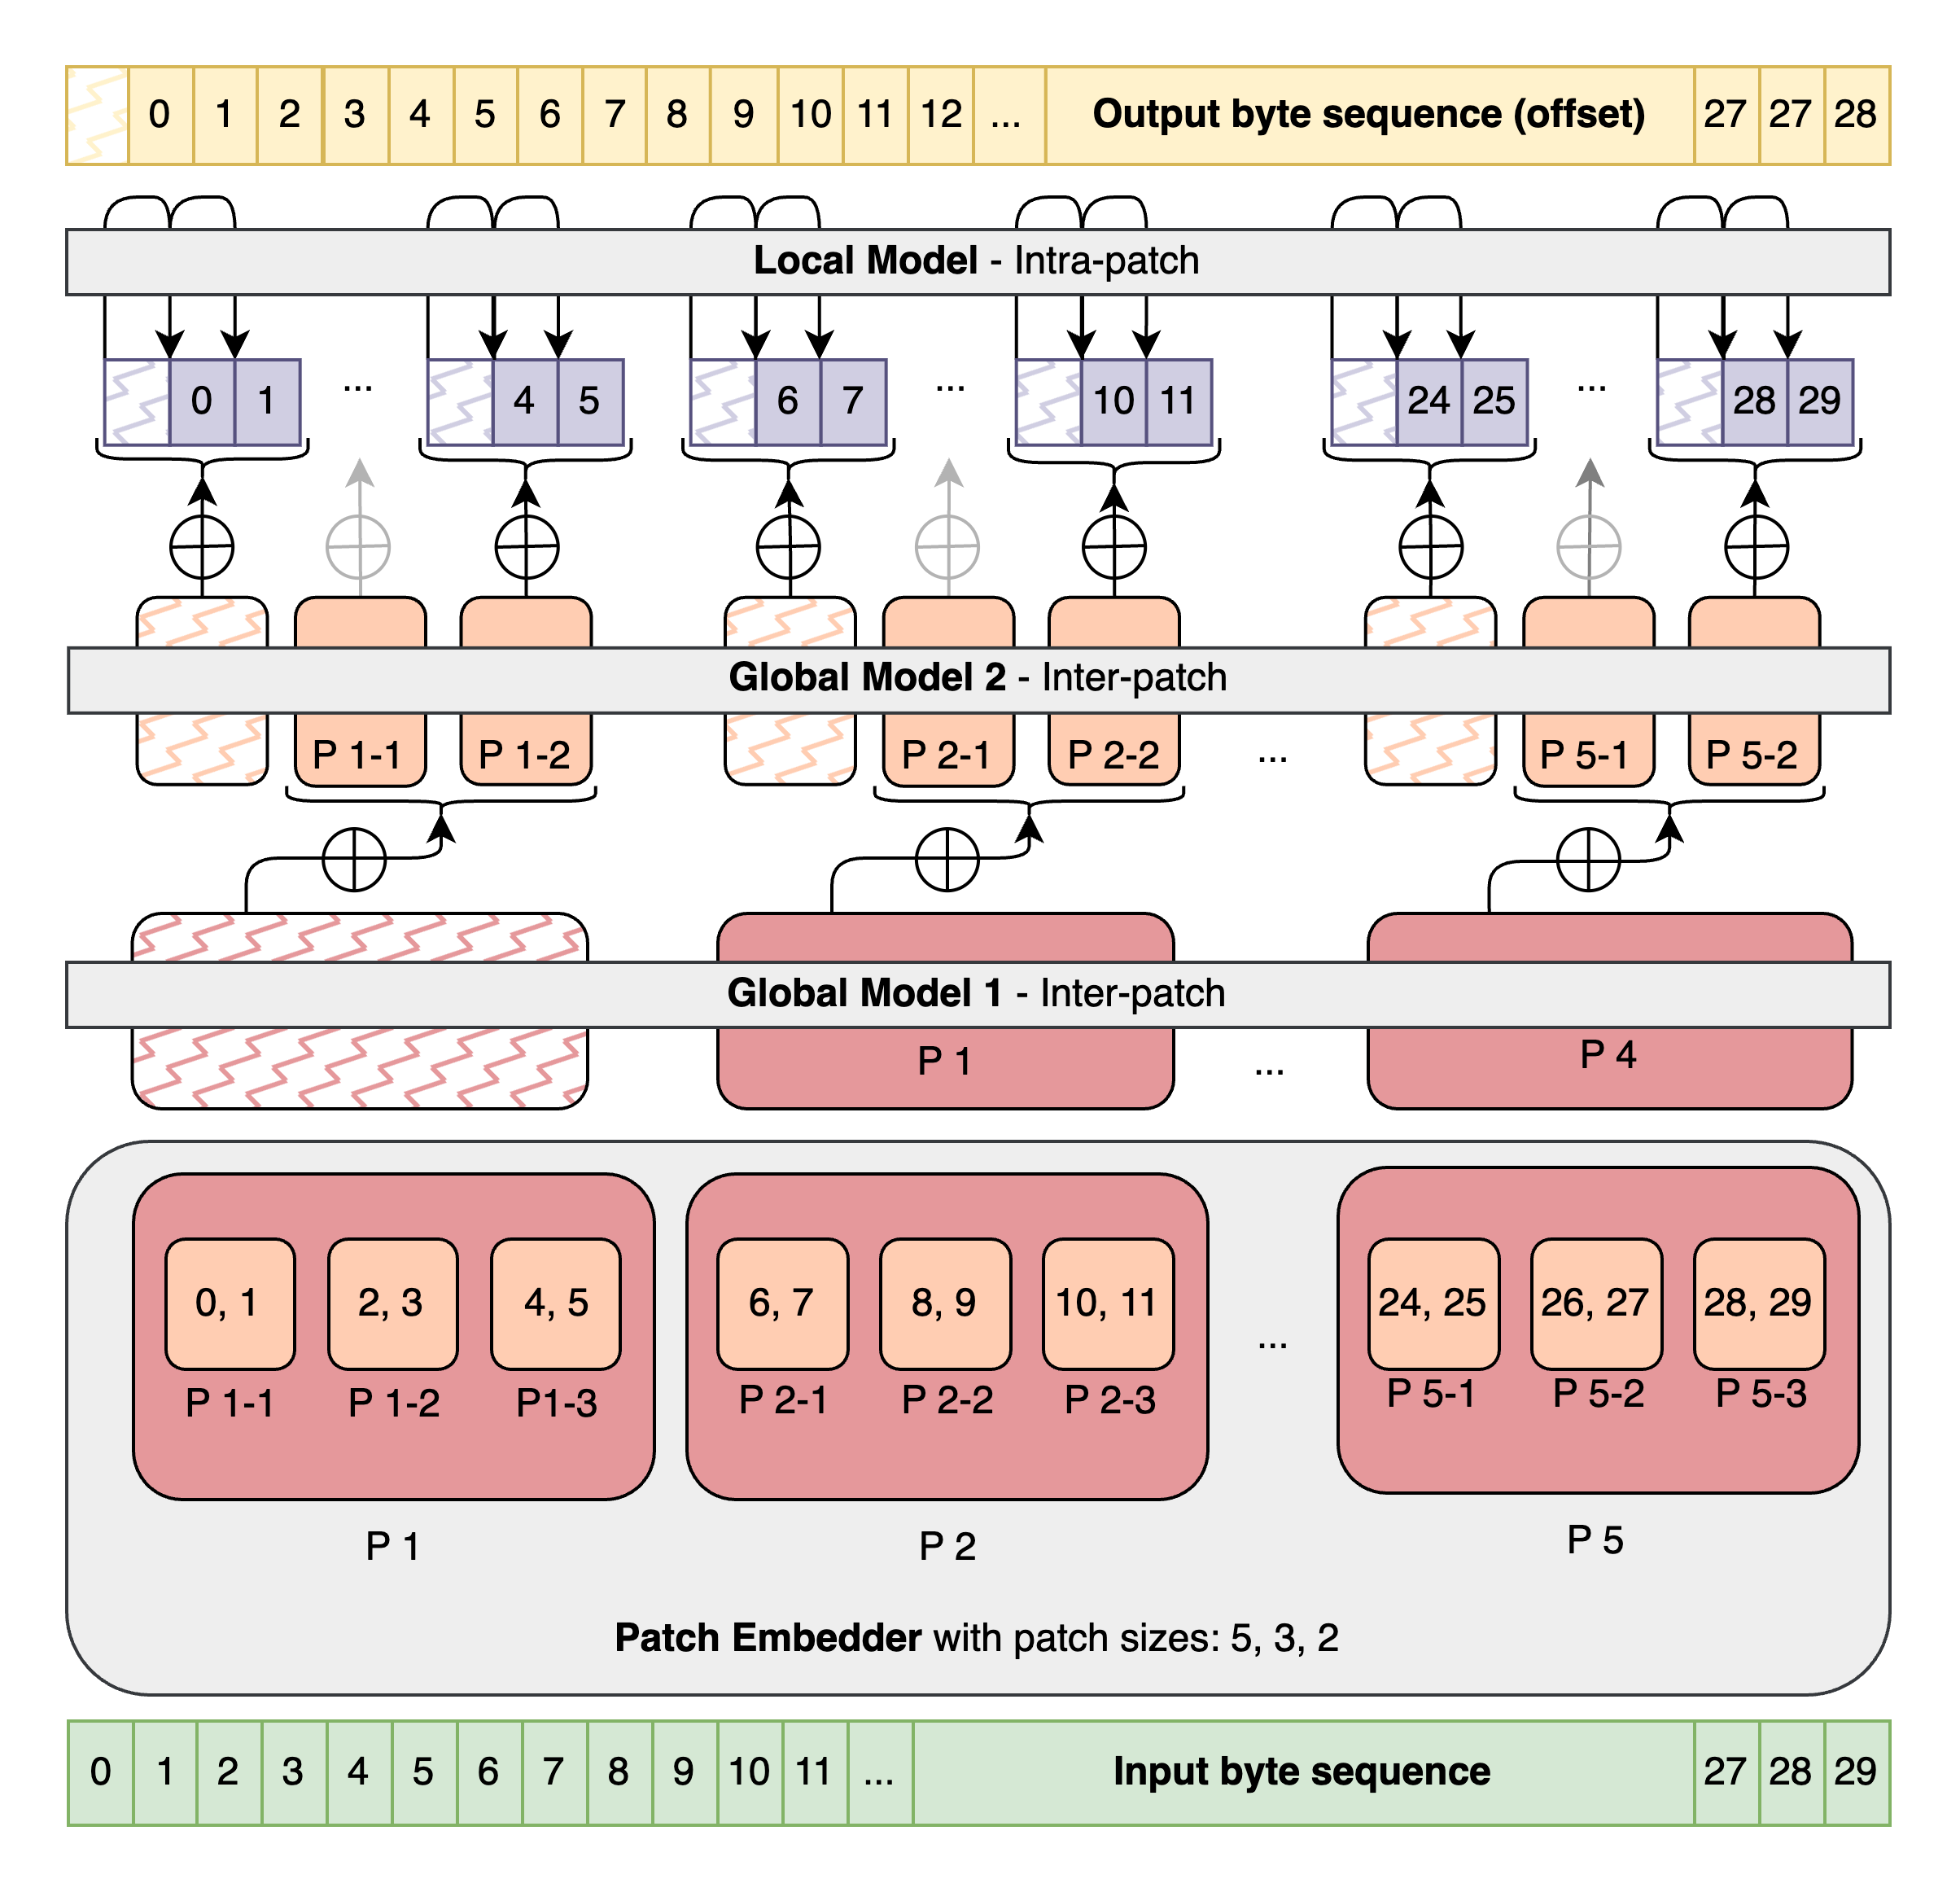 0 1 2 3 4 5 6 7 8 9 10 11 12 ... Output byte sequence (offset) 27 27 28
Local Model - Intra-patch
0 1 ... 4 5 6 7 ... 10 11 24 25 ... 28 29
Global Model 2 - Inter-patch
P 1-1 P 1-2 P 2-1 P 2-2 ... P 5-1 P 5-2
Global Model 1 - Inter-patch
P 1 ... P 4
0, 1 2, 3 4, 5 6, 7 8, 9 10, 11 ... 24, 25 26, 27 28, 29
P 1-1 P 1-2 P1-3 P 2-1 P 2-2 P 2-3 P 5-1 P 5-2 P 5-3
P 1 P 2 P 5
Patch Embedder with patch sizes: 5, 3, 2
0 1 2 3 4 5 6 7 8 9 10 11 ... Input byte sequence 27 28 29